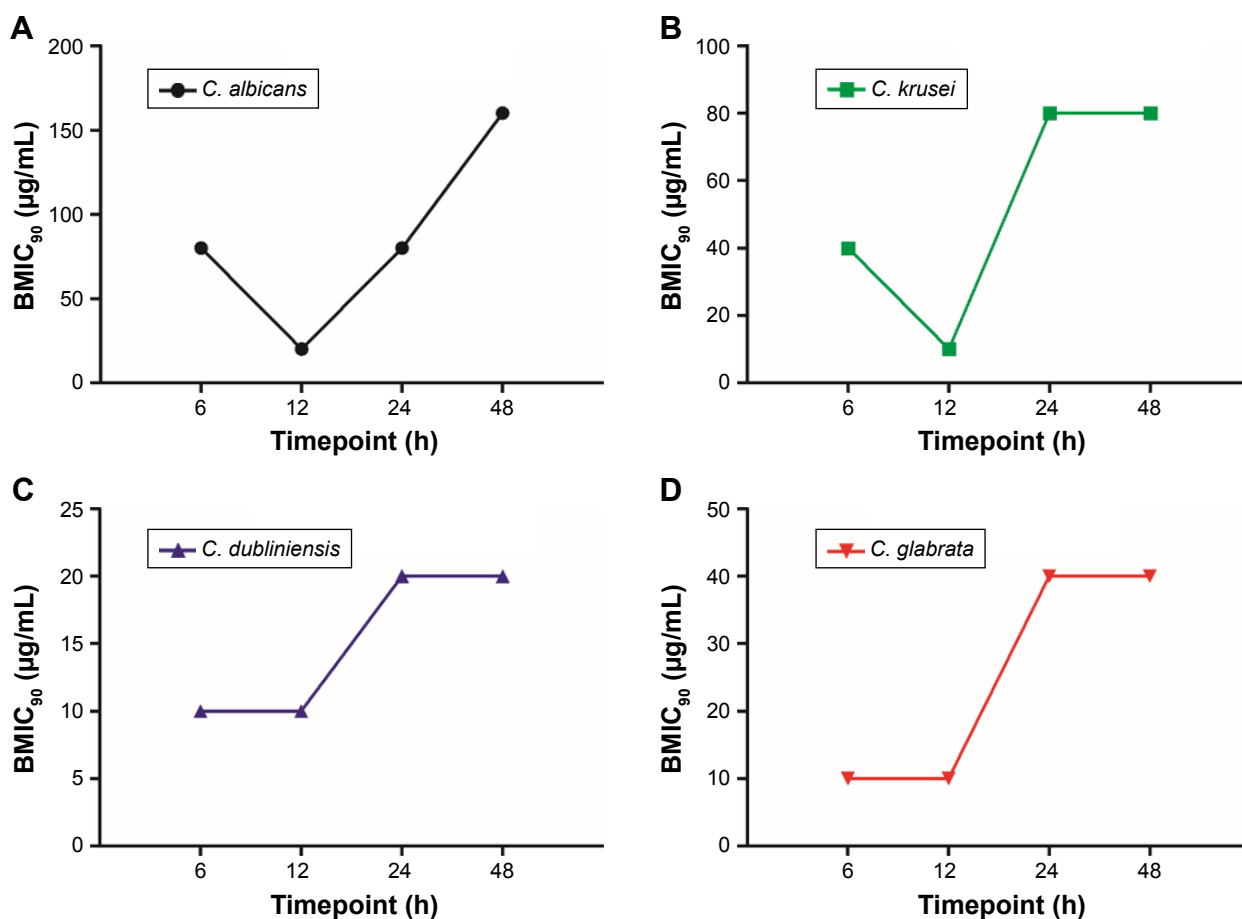 A
BMIC90 (µg/mL)
200
150
100
50
0
C. albicans
6 12 24 48
Timepoint (h)
B
BMIC90 (µg/mL)
100
80
60
40
20
0
C. krusei
6 12 24 48
Timepoint (h)
C
BMIC90 (µg/mL)
25
20
15
10
5
0
C. dubliniensis
6 12 24 48
Timepoint (h)
D
BMIC90 (µg/mL)
50
40
30
20
10
0
C. glabrata
6 12 24 48
Timepoint (h)